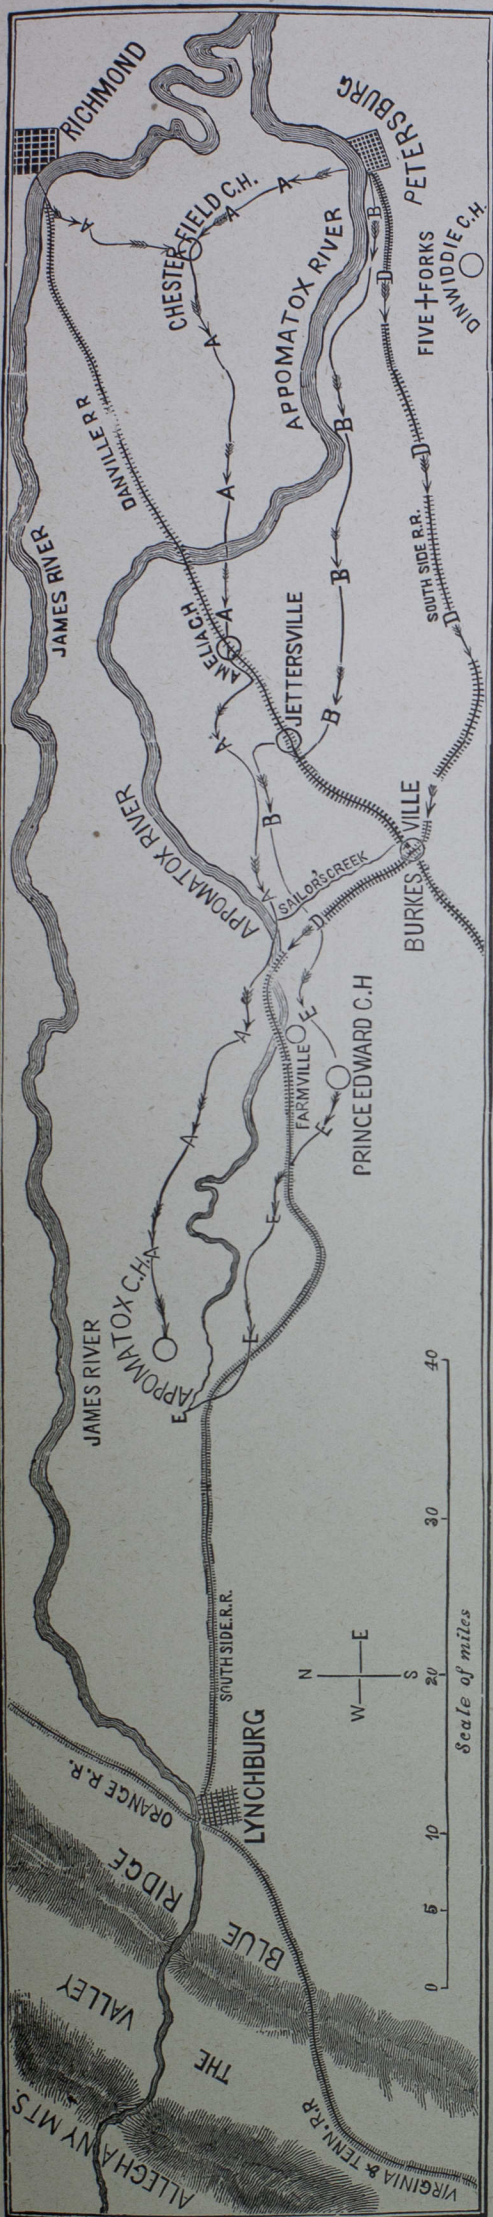 RICHMOND
PETERSBURG
CHESTERFIELD C.H.
A
A
A
A
A
A
A
APPOMATOX RIVER
FIVE FORKS
DINWIDDIE C.H.
B
D
B
D
B
D
B
DANVILLE R R
JAMES RIVER
SOUTH SIDE R.R.
AMELIA C.H
JETTERSVILLE
A
B
BURKESVILLE
SAILOR'S CREEK
APPOMATOX RIVER
A
D
A
E
FARMVILLE
PRINCE EDWARD C.H
A
E
E
A
E
E
APPOMATOX C.H.
JAMES RIVER
40
30
20
10
5
0
Scale of miles
N
E
S
W
SOUTH SIDE.R.R.
LYNCHBURG
ORANGE R.R.
BLUE RIDGE
THE VALLEY
ALLEGHANY MTS.
VIRGINIA & TENN. R.R